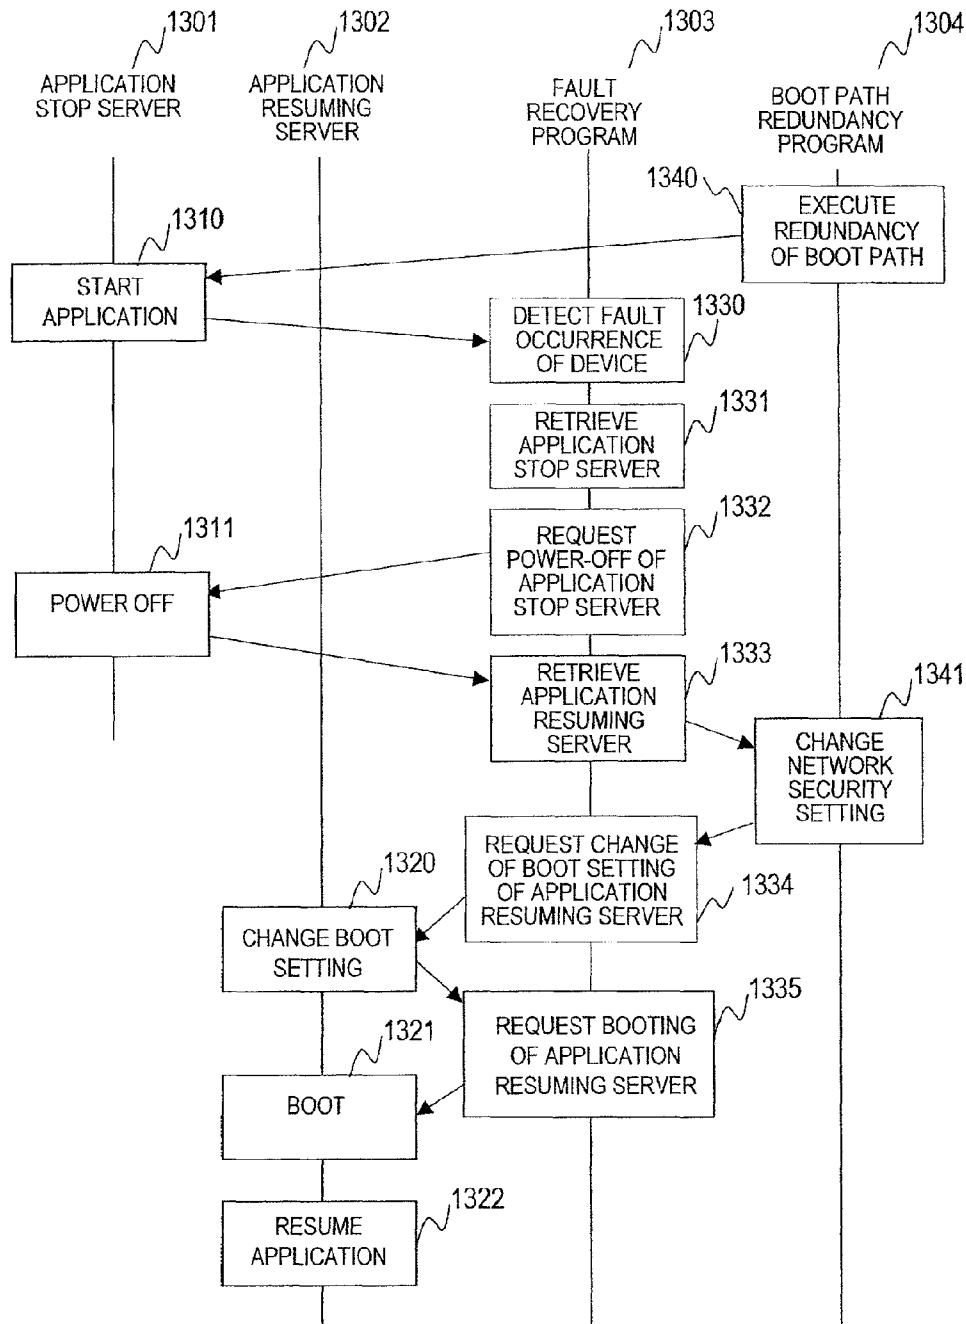 1301
1302
1303
1304
APPLICATION
STOP SERVER
APPLICATION
RESUMING
SERVER
FAULT
RECOVERY
PROGRAM
BOOT PATH
REDUNDANCY
PROGRAM
1340
EXECUTE
REDUNDANCY
OF BOOT PATH
1310
START
APPLICATION
1330
DETECT FAULT
OCCURRENCE
OF DEVICE
1331
RETRIEVE
APPLICATION
STOP SERVER
1332
REQUEST
POWER-OFF OF
APPLICATION
STOP SERVER
1311
POWER OFF
1333
RETRIEVE
APPLICATION
RESUMING
SERVER
1341
CHANGE
NETWORK
SECURITY
SETTING
REQUEST CHANGE
OF BOOT SETTING
OF APPLICATION
RESUMING SERVER
1334
1320
CHANGE BOOT
SETTING
1335
REQUEST BOOTING
OF APPLICATION
RESUMING SERVER
1321
BOOT
1322
RESUME
APPLICATION